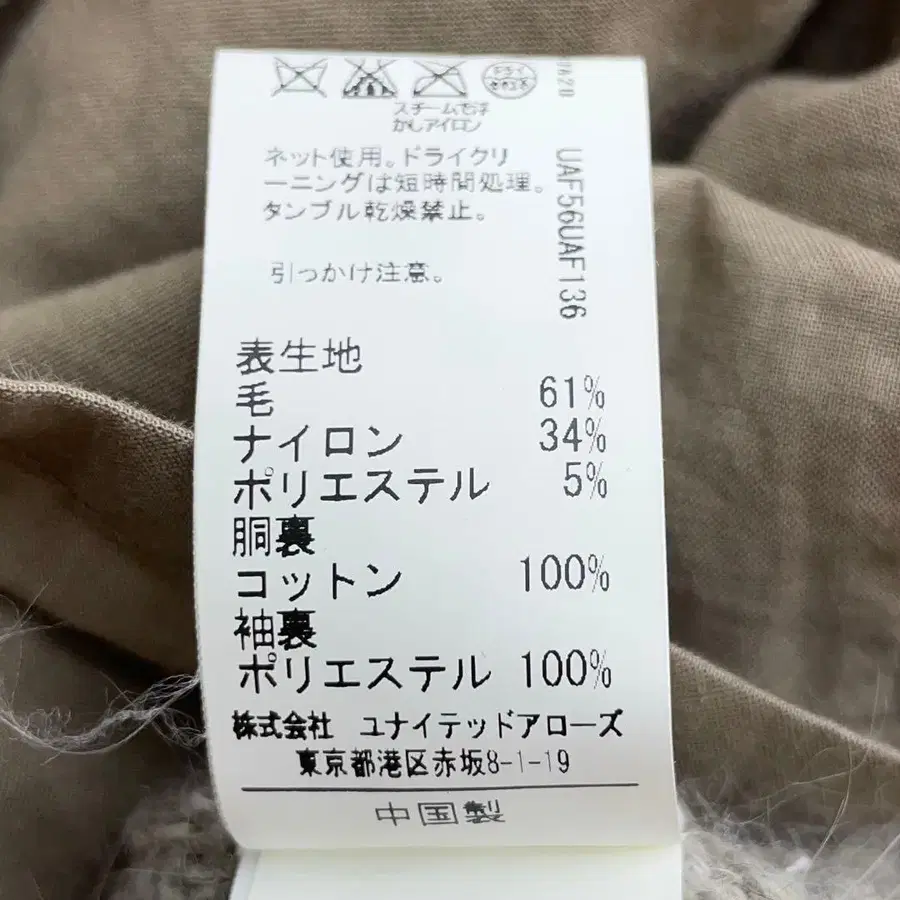 ドライ
スチームで浮
かしアイロン
ネット使用。ドライクリ
ーニングは短時間処理。
タンブル乾燥禁止。
引っかけ注意。
UAF56UAF136
表生地
毛 61%
ナイロン 34%
ポリエステル 5%
胴裏
コットン 100%
袖裏
ポリエステル 100%
株式会社 ユナイテッドアローズ
東京都港区赤坂8-1-19
中国製